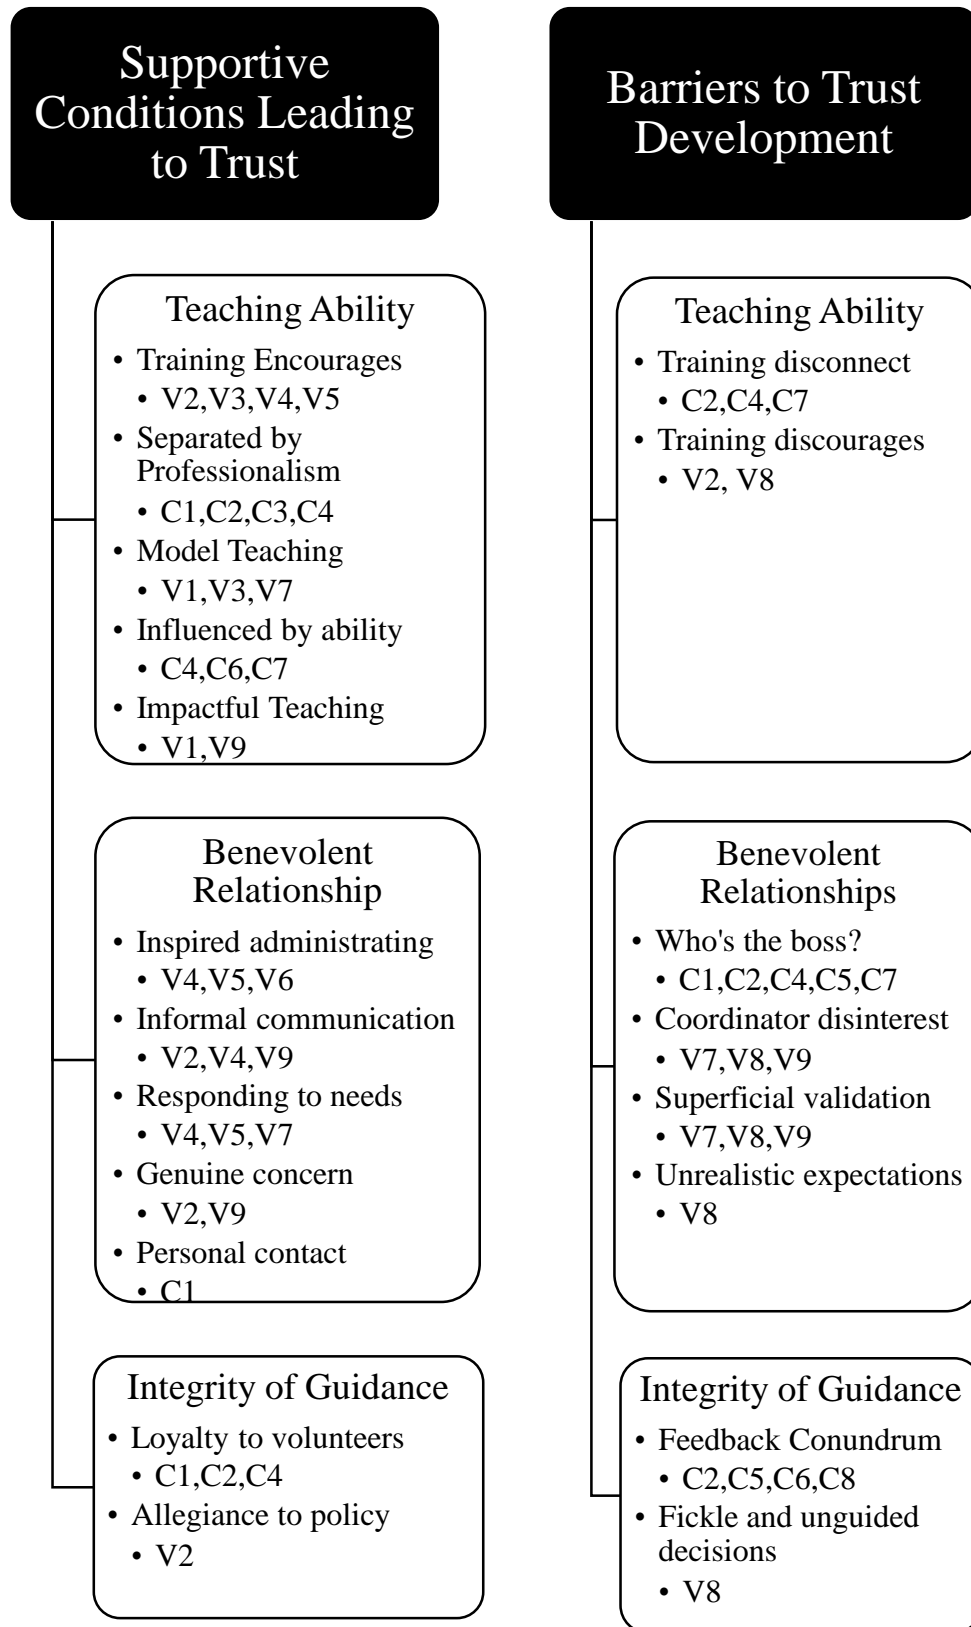 Supportive
Conditions Leading
to Trust
Teaching Ability
• Training Encourages
• V2,V3,V4,V5
• Separated by
Professionalism
• C1,C2,C3,C4
• Model Teaching
• V1,V3,V7
• Influenced by ability
• C4,C6,C7
• Impactful Teaching
• V1,V9
Benevolent
Relationship
• Inspired administrating
• V4,V5,V6
• Informal communication
• V2,V4,V9
• Responding to needs
• V4,V5,V7
• Genuine concern
• V2,V9
• Personal contact
• C1
Integrity of Guidance
• Loyalty to volunteers
• C1,C2,C4
• Allegiance to policy
• V2
Barriers to Trust
Development
Teaching Ability
• Training disconnect
• C2,C4,C7
• Training discourages
• V2, V8
Benevolent
Relationships
• Who's the boss?
• C1,C2,C4,C5,C7
• Coordinator disinterest
• V7,V8,V9
• Superficial validation
• V7,V8,V9
• Unrealistic expectations
• V8
Integrity of Guidance
• Feedback Conundrum
• C2,C5,C6,C8
• Fickle and unguided
decisions
• V8